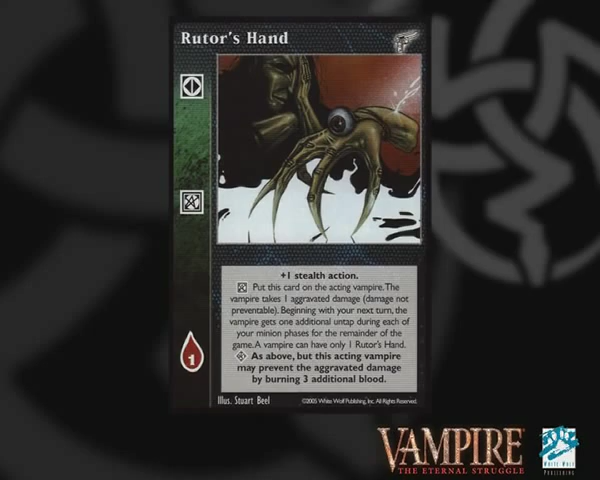 Rutor's Hand
+1 stealth action.
Put this card on the acting vampire. The
vampire takes 1 aggravated damage (damage not
preventable). Beginning with your next turn, the
vampire gets one additional untap during each of
your minion phases for the remainder of the
game. A vampire can have only 1 Rutor's Hand.
As above, but this acting vampire
may prevent the aggravated damage
by burning 3 additional blood.
1
Illus. Stuart Beel
©2005 White Wolf Publishing, Inc. All Rights Reserved.
VAMPIRE
THE ETERNAL STRUGGLE
WHITE WOLF
PUBLISHING